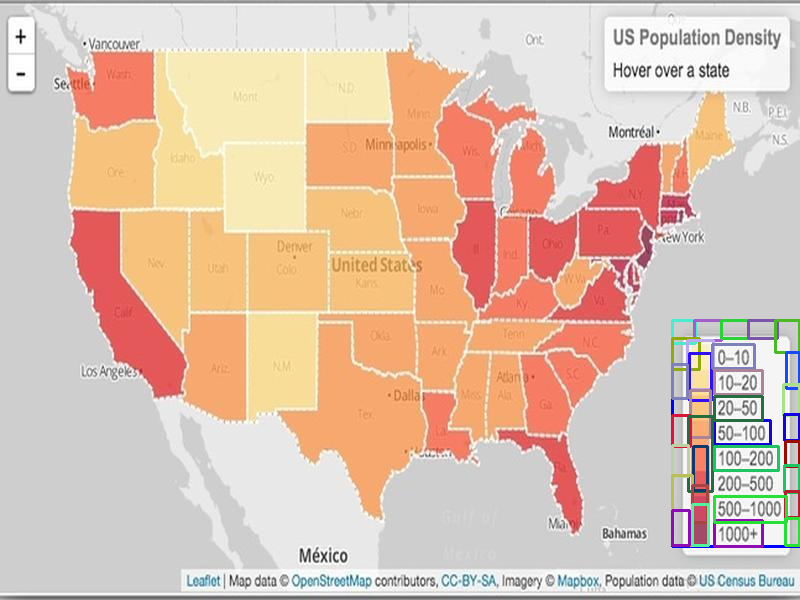 +
−
US Population Density
Hover over a state
Vancouver
Ont.
Seattle
Wash.
Mont.
N.D.
Minn.
N.B.
P.E.I.
Montréal
Maine
N.S.
Ore.
Idaho
Wyo.
S.D.
Minneapolis
Wis.
Mich.
N.Y.
Nebr.
Iowa
Chicago
Nev.
Utah
Denver
Colo.
United States
Kans.
Mo.
Ill.
Ind.
Ohio
Pa.
New York
W.Va.
Va.
Ky.
Calif.
Los Angeles
Ariz.
N.M.
Okla.
Ark.
Tenn.
N.C.
S.C.
Atlanta
Dallas
Tex.
La.
Miss.
Ala.
Ga.
Houston
Miami
Gulf of
Mexico
Bahamas
México
0–10
10–20
20–50
50–100
100–200
200–500
500–1000
1000+
Leaflet | Map data © OpenStreetMap contributors, CC-BY-SA, Imagery © Mapbox, Population data © US Census Bureau